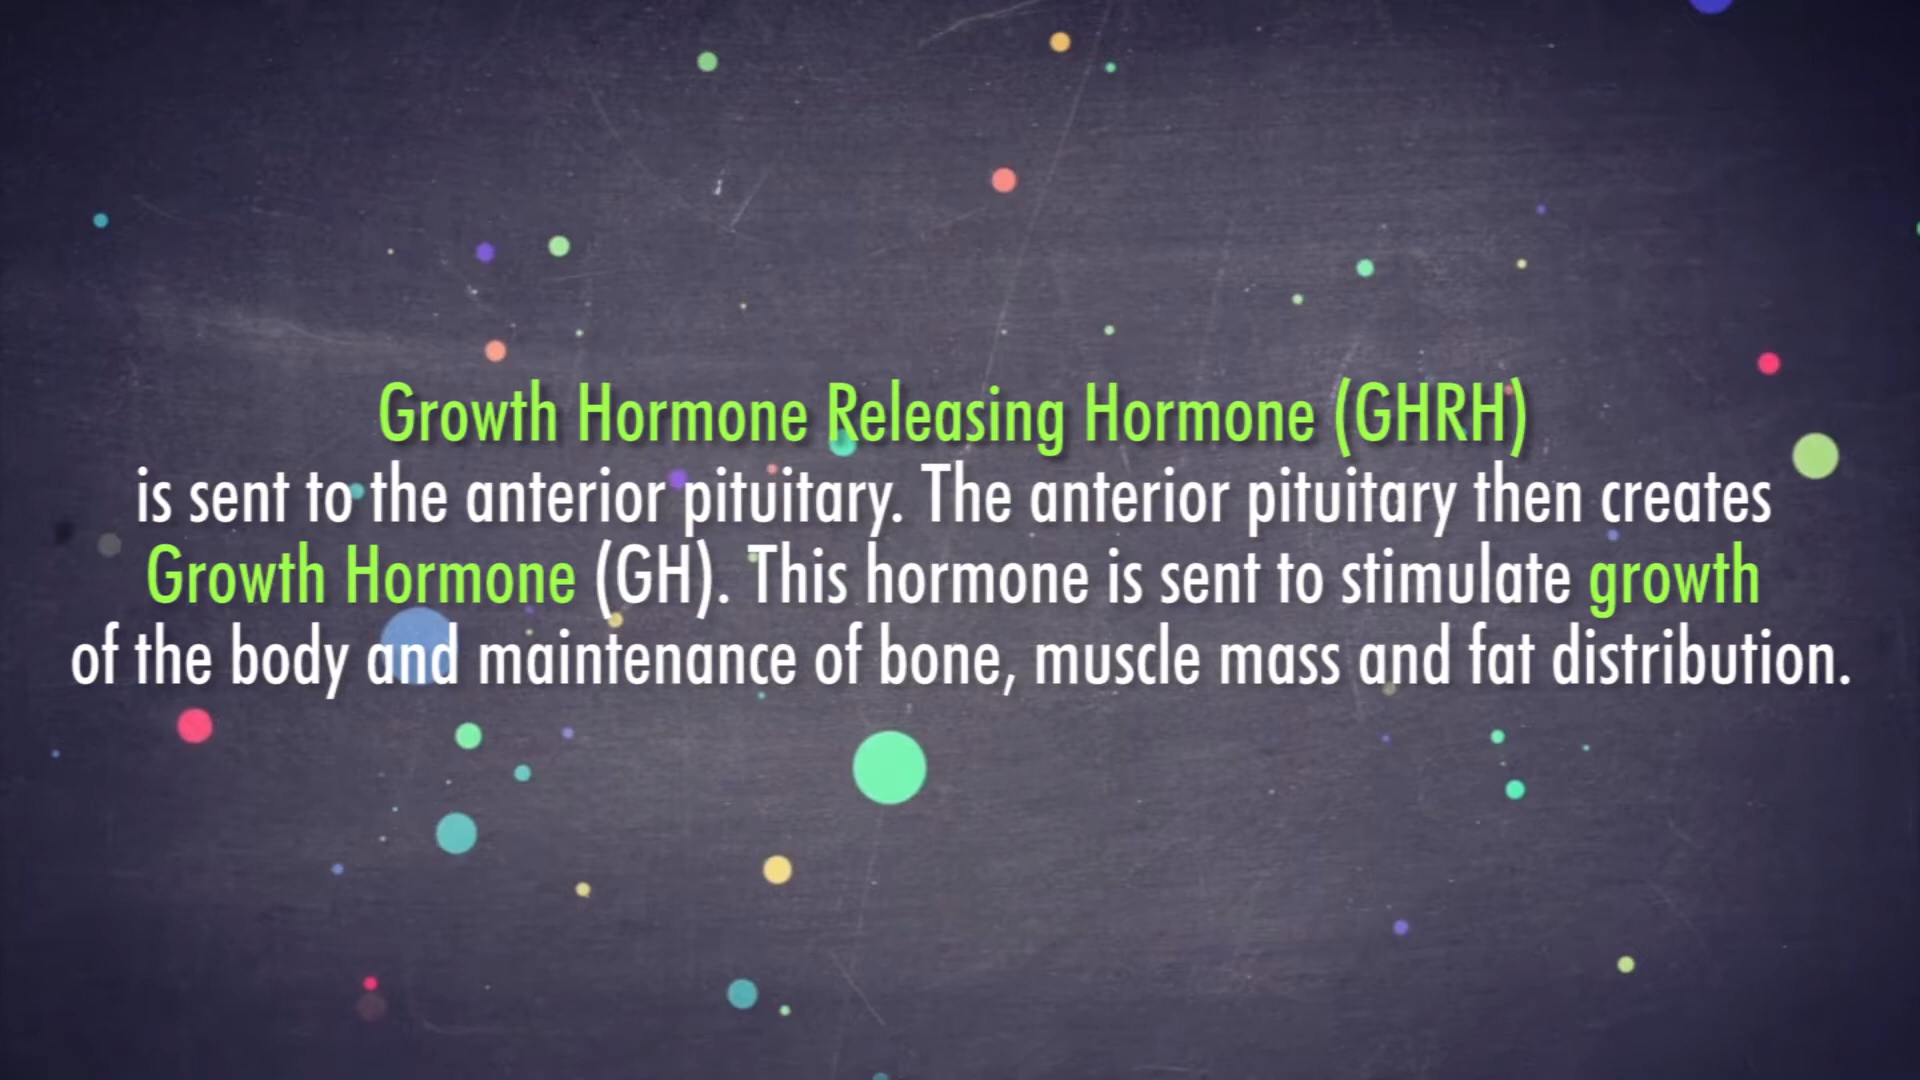 Growth Hormone Releasing Hormone (GHRH)
is sent to the anterior pituitary. The anterior pituitary then creates
Growth Hormone (GH). This hormone is sent to stimulate growth
of the body and maintenance of bone, muscle mass and fat distribution.